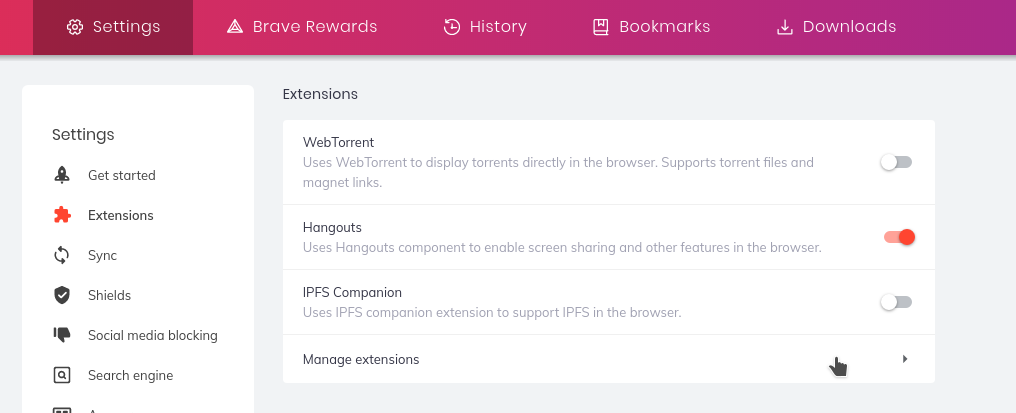 Settings
Brave Rewards
History
Bookmarks
Downloads
Settings
Get started
Extensions
Sync
Shields
Social media blocking
Search engine
Extensions
WebTorrent
Uses WebTorrent to display torrents directly in the browser. Supports torrent files and
magnet links.
Hangouts
Uses Hangouts component to enable screen sharing and other features in the browser.
IPFS Companion
Uses IPFS companion extension to support IPFS in the browser.
Manage extensions